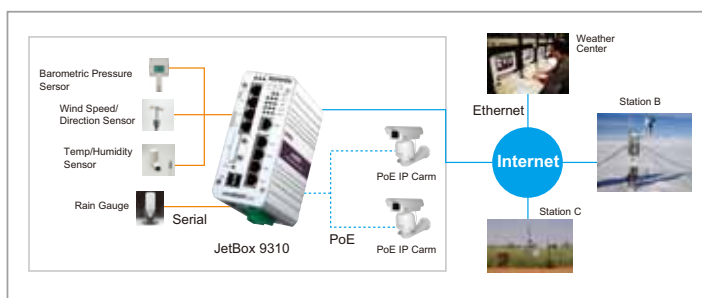 Barometric Pressure
Sensor
Wind Speed/
Direction Sensor
Temp/Humidity
Sensor
Rain Gauge
Serial
JetBox 9310
PoE
PoE IP Carm
PoE IP Carm
Weather
Center
Ethernet
Internet
Station B
Station C